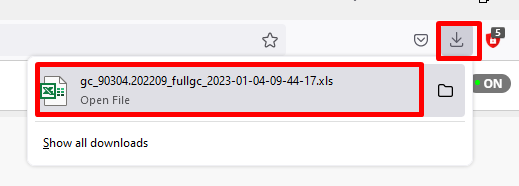 5
gc_90304.202209_fullgc_2023-01-04-09-44-17.xls
Open File
ON
Show all downloads